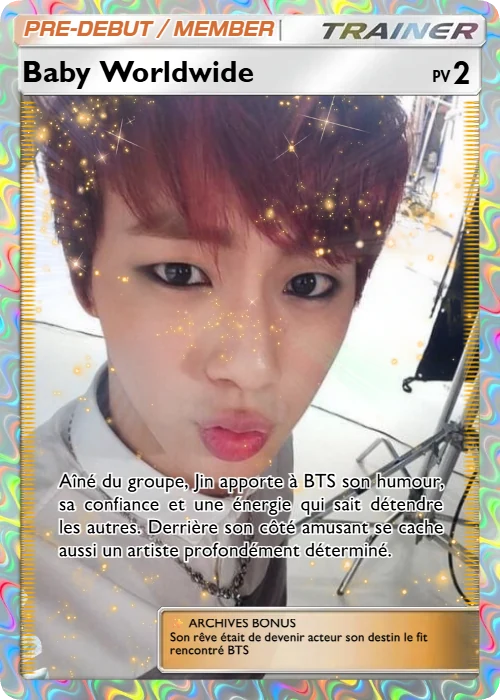 PRE-DEBUT / MEMBER
TRAINER
Baby Worldwide
PV 2
Aîné du groupe, Jin apporte à BTS son humour,
sa confiance et une énergie qui sait détendre
les autres. Derrière son côté amusant se cache
aussi un artiste profondément déterminé.
ARCHIVES BONUS
Son rêve était de devenir acteur son destin le fit
rencontré BTS